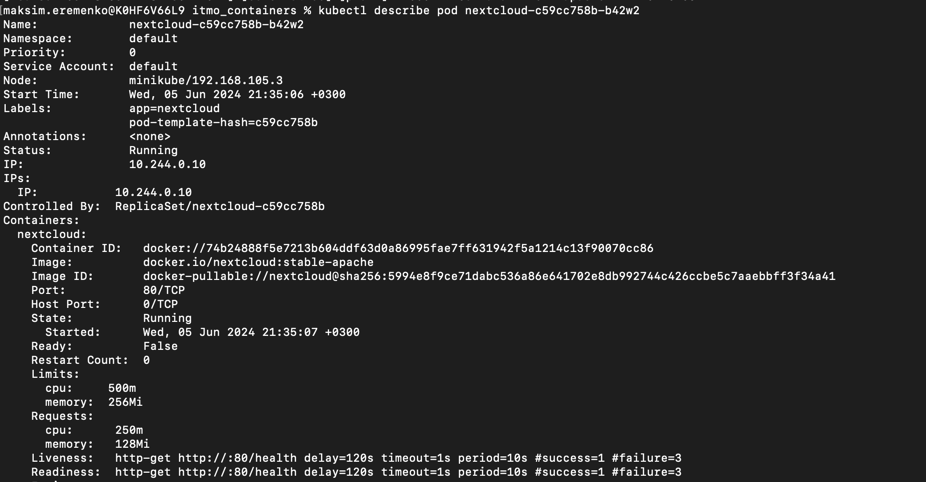 [maksim.eremenko@K0HF6V66L9 itmo_containers % kubectl describe pod nextcloud-c59cc758b-b42w2
Name:             nextcloud-c59cc758b-b42w2
Namespace:        default
Priority:         0
Service Account:  default
Node:             minikube/192.168.105.3
Start Time:       Wed, 05 Jun 2024 21:35:06 +0300
Labels:           app=nextcloud
                  pod-template-hash=c59cc758b
Annotations:      <none>
Status:           Running
IP:               10.244.0.10
IPs:
  IP:           10.244.0.10
Controlled By:  ReplicaSet/nextcloud-c59cc758b
Containers:
  nextcloud:
    Container ID:   docker://74b24888f5e7213b604ddf63d0a86995fae7ff631942f5a1214c13f90070cc86
    Image:          docker.io/nextcloud:stable-apache
    Image ID:       docker-pullable://nextcloud@sha256:5994e8f9ce71dabc536a86e641702e8db992744c426ccbe5c7aaebbff3f34a41
    Port:           80/TCP
    Host Port:      0/TCP
    State:          Running
      Started:      Wed, 05 Jun 2024 21:35:07 +0300
    Ready:          False
    Restart Count:  0
    Limits:
      cpu:     500m
      memory:  256Mi
    Requests:
      cpu:      250m
      memory:   128Mi
    Liveness:   http-get http://:80/health delay=120s timeout=1s period=10s #success=1 #failure=3
    Readiness:  http-get http://:80/health delay=120s timeout=1s period=10s #success=1 #failure=3